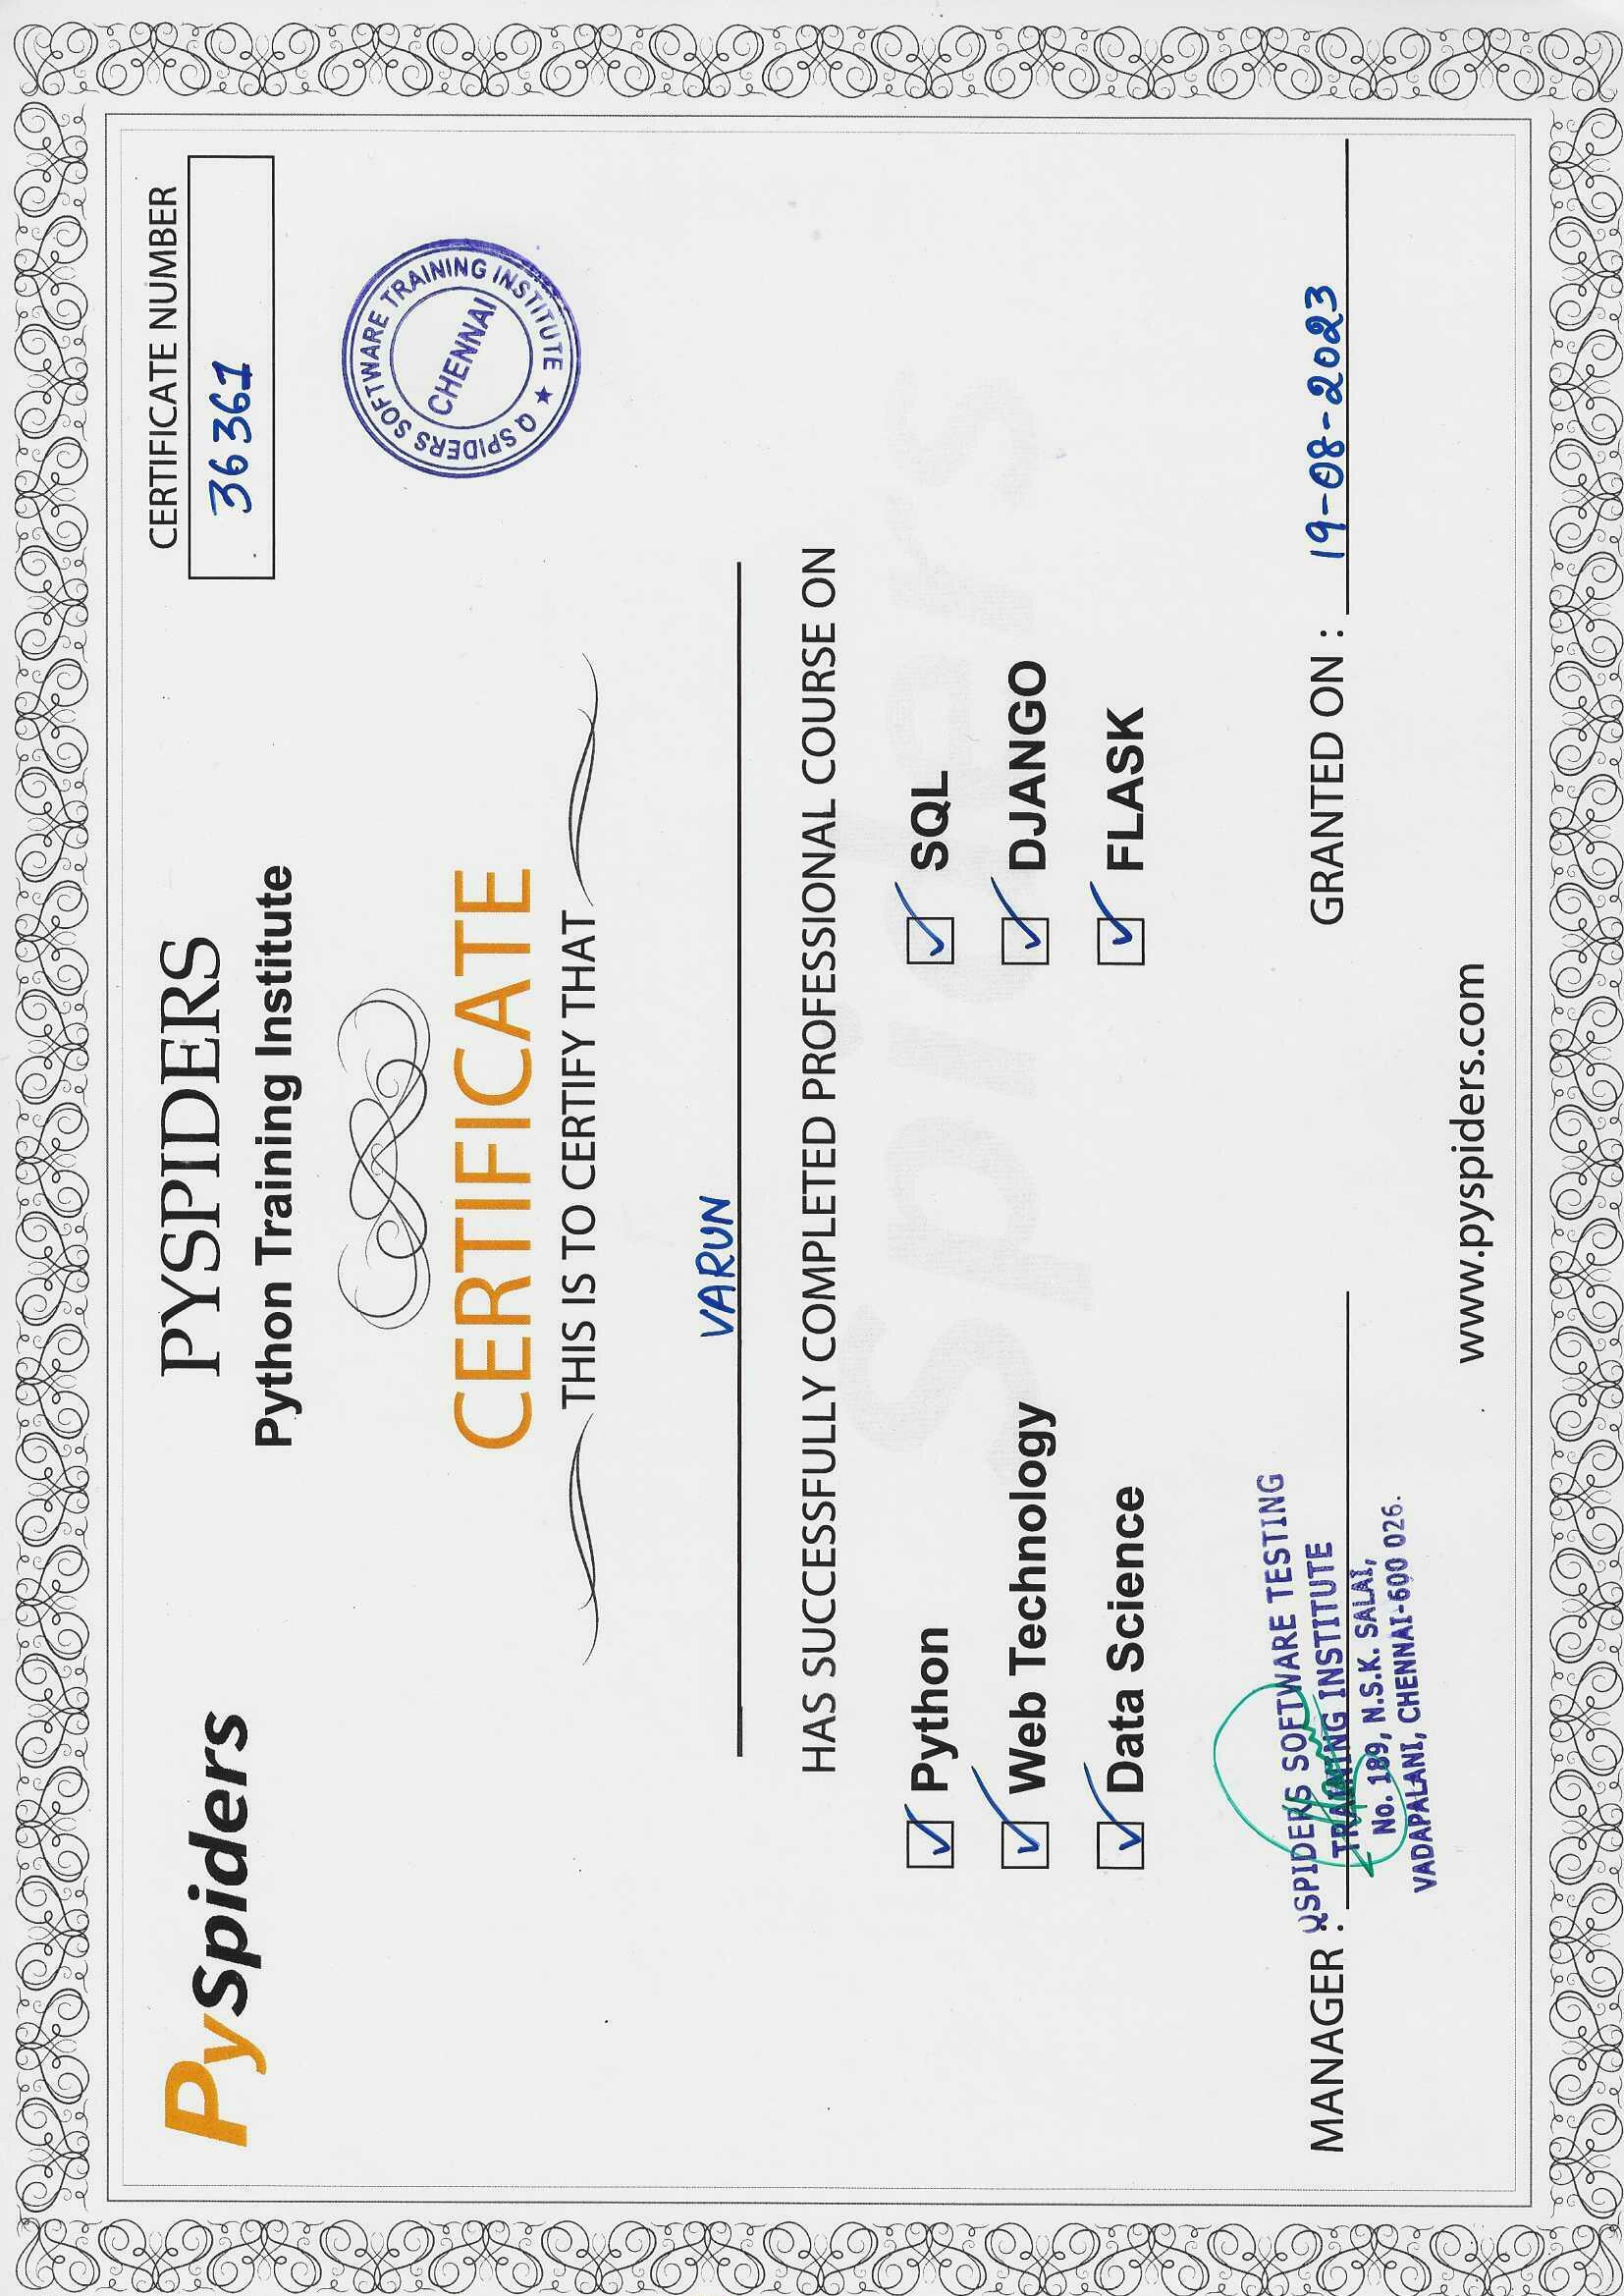 PySpiders
PYSPIDERS
Python Training Institute
CERTIFICATE NUMBER
36361
Q SPIDERS SOFTWARE TRAINING INSTITUTE ★
CHENNAI
CERTIFICATE
THIS IS TO CERTIFY THAT
VARUN
HAS SUCCESSFULLY COMPLETED PROFESSIONAL COURSE ON
Spiders
Python
SQL
Web Technology
DJANGO
Data Science
FLASK
MANAGER :
QSPIDERS SOFTWARE TESTING
TRAINING INSTITUTE
No. 189, N.S.K. SALAI,
VADAPALANI, CHENNAI-600 026.
GRANTED ON : 19-08-2023
www.pyspiders.com